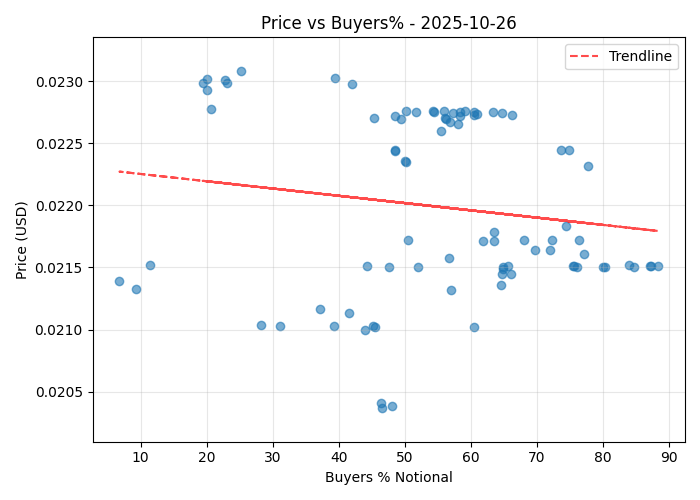 Price vs Buyers% - 2025-10-26
Trendline
Price (USD)
0.0230
0.0225
0.0220
0.0215
0.0210
0.0205
10 20 30 40 50 60 70 80 90
Buyers % Notional